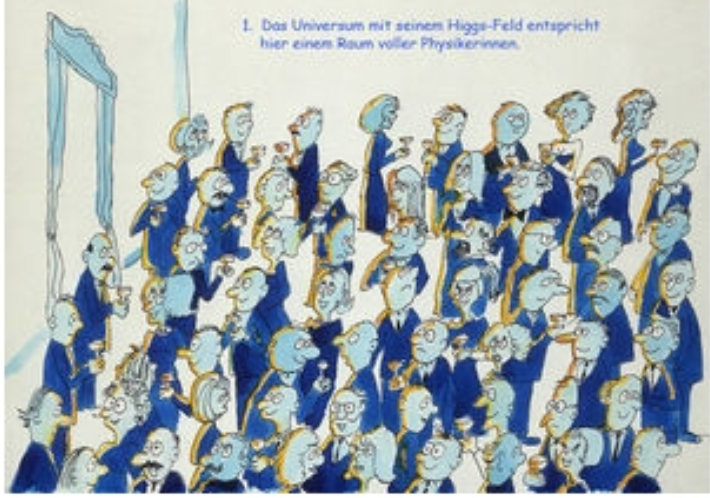 1. Das Universum mit seinem Higgs-Feld entspricht
hier einem Raum voller Physikerinnen.